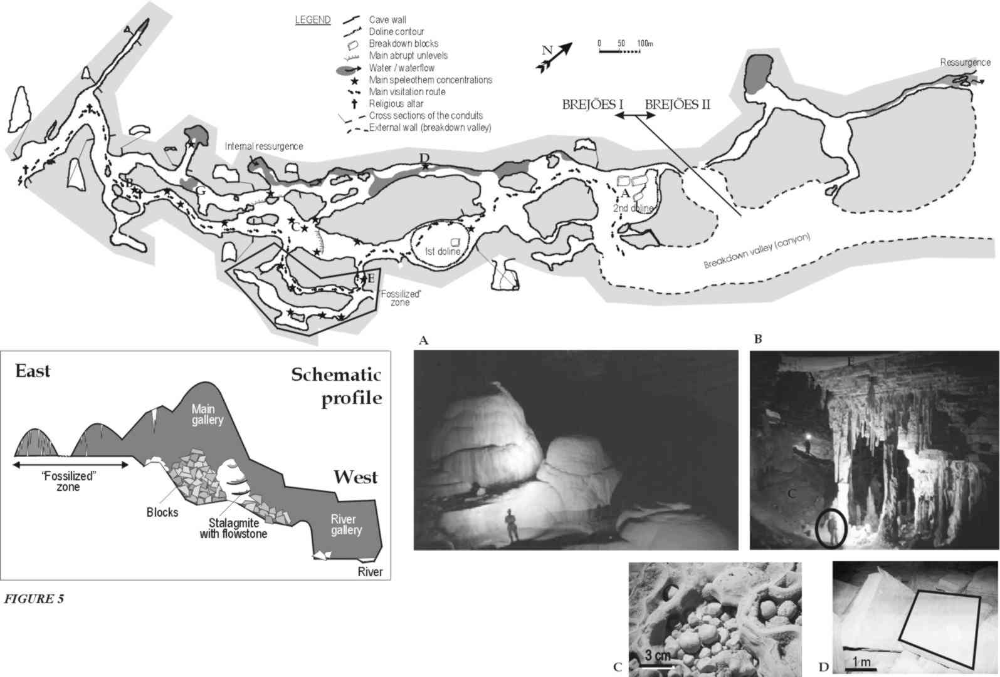 LEGEND
Cave wall
Doline contour
Breakdown blocks
Main abrupt unlevels
Water / waterflow
Main speleothem concentrations
Main visitation route
Religious altar
Cross sections of the conduits
External wall (breakdown valley)
N
0 50 100m
Ressurgence
BREJÕES I BREJÕES II
Internal ressurgence
D
B
G
A
2nd doline
C
1st doline
Breakdown valley (canyon)
E
"Fossilized"
zone
East
Schematic
profile
Main
gallery
"Fossilized"
zone
West
Blocks
Stalagmite
with flowstone
River
gallery
River
FIGURE 5
A
B
E
C
C
3 cm
D
1 m